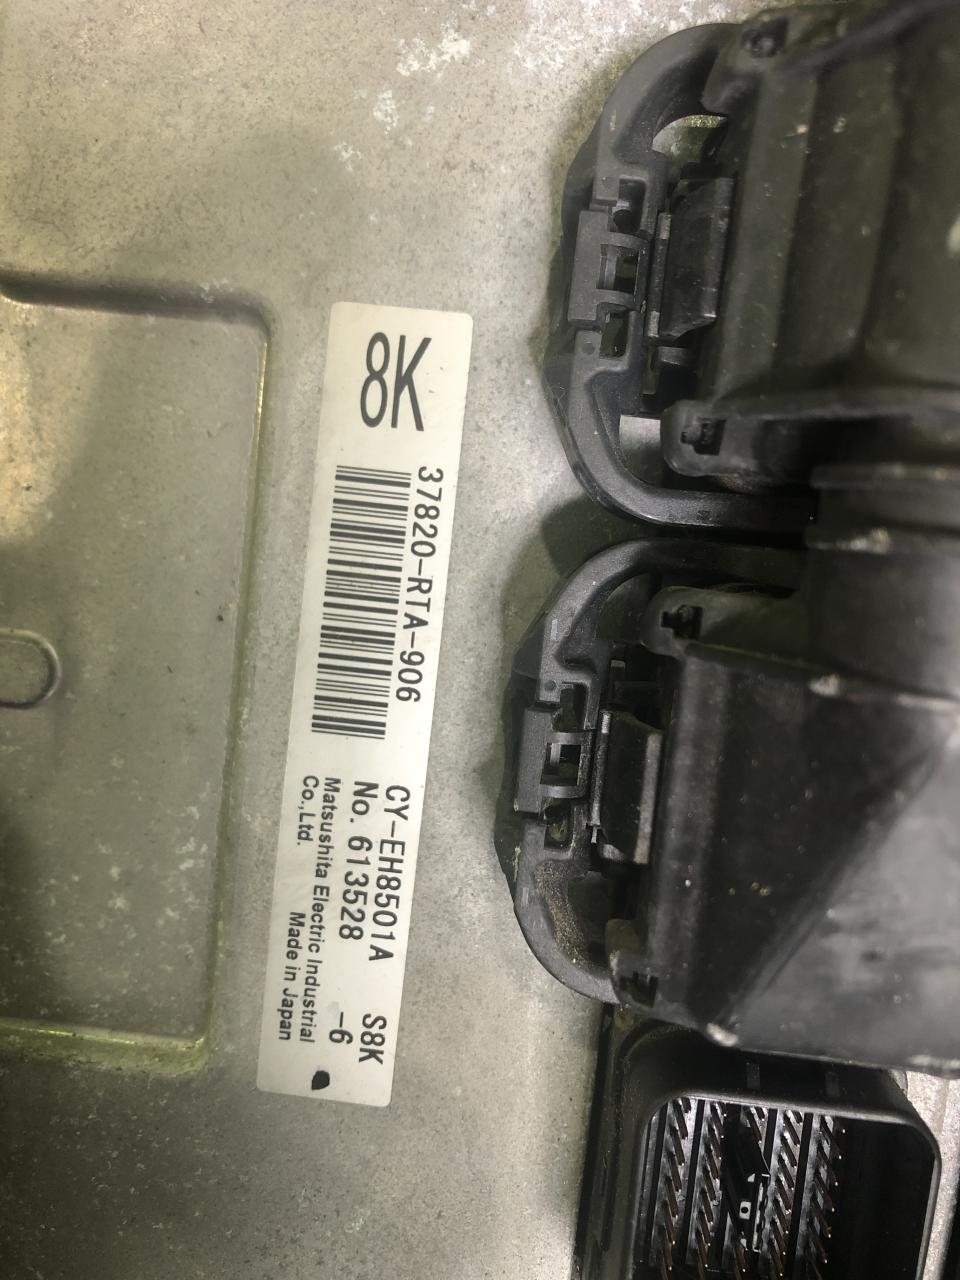 8K
37820-RTA-906
CY-EH8501A S8K
No. 613528 -6
Matsushita Electric Industrial
Co.,Ltd. Made in Japan